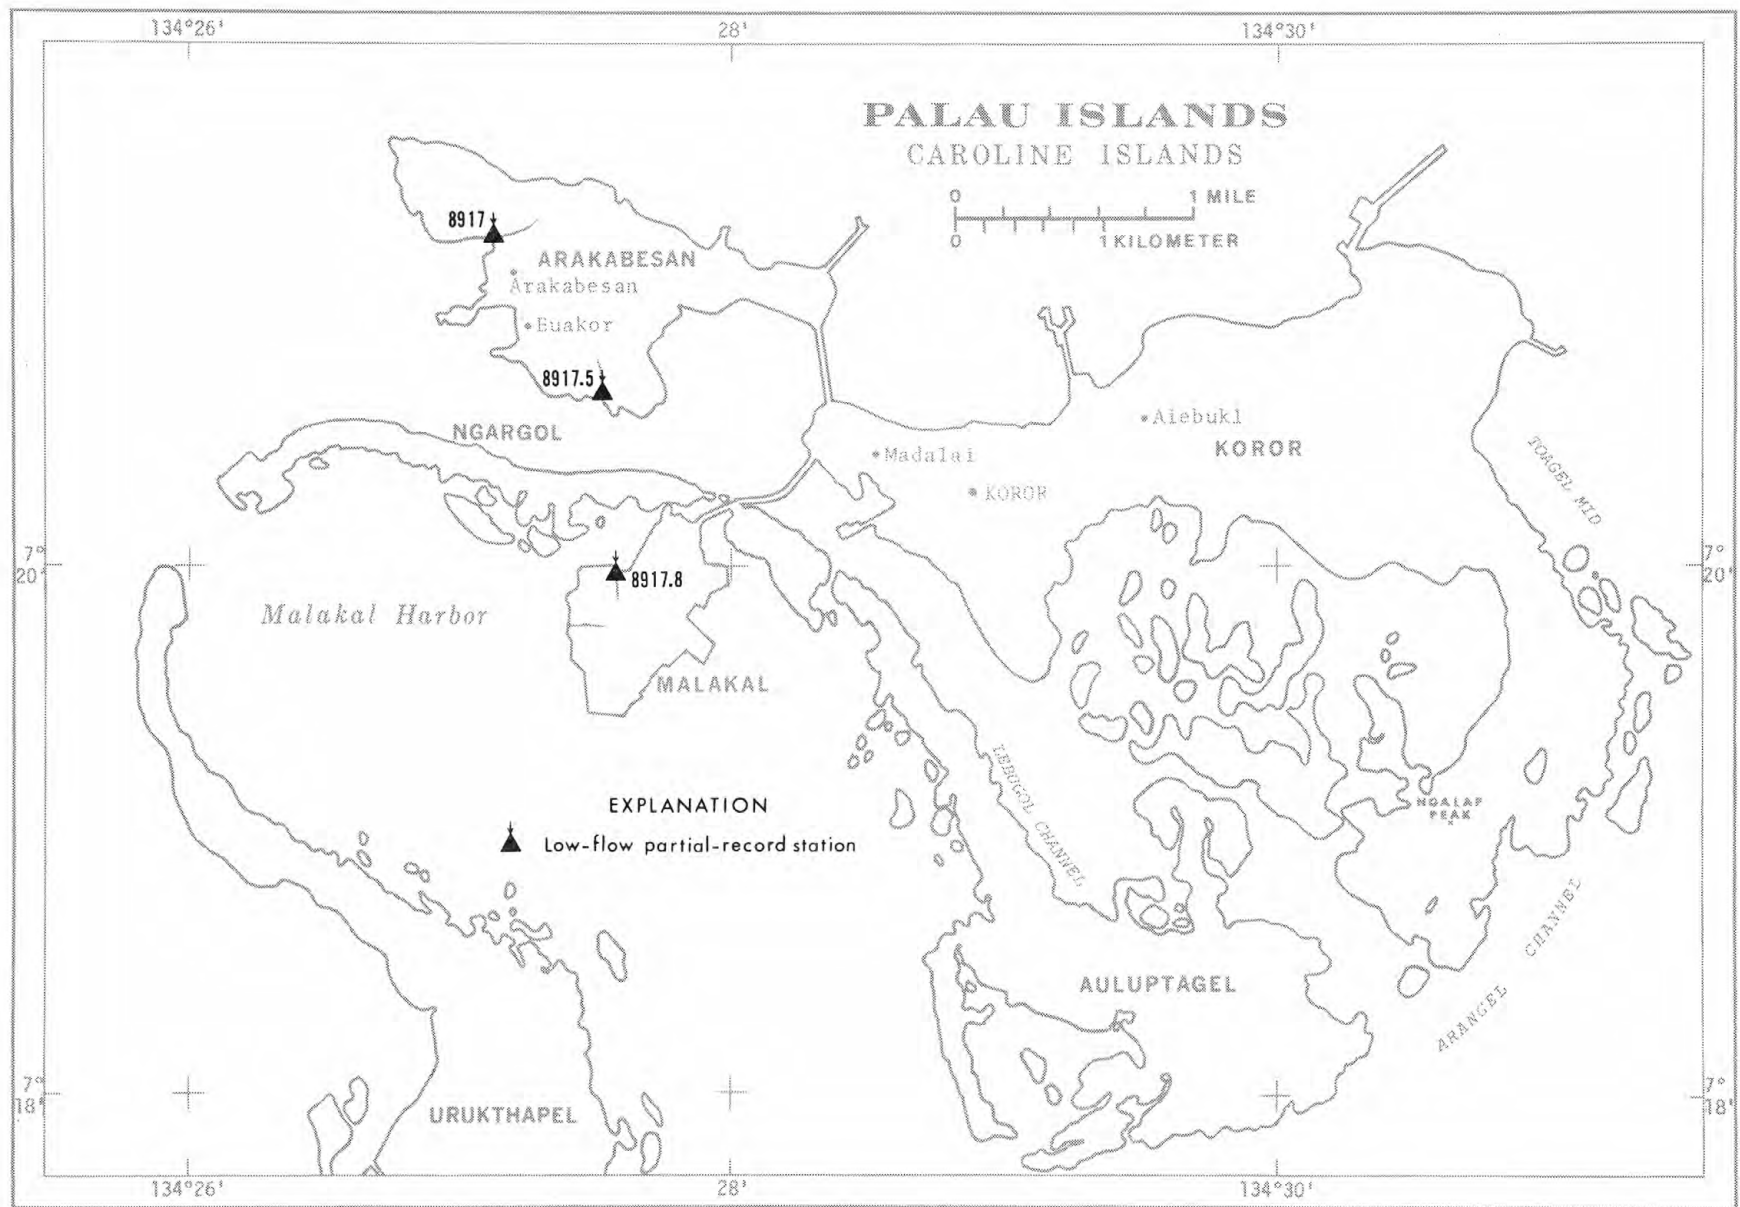 134°26' 28' 134°30'
PALAU ISLANDS
CAROLINE ISLANDS
0 1 MILE
0 1 KILOMETER
8917
ARAKABESAN
Arakabesan
Euakor
8917.5
NGARGOL
Aiebukl
KOROR
Madalai
KOROR
TOAGEL MID
7° 7°
20' 20'
8917.8
Malakal Harbor
MALAKAL
LEBUGOL CHANNEL
EXPLANATION
Low-flow partial-record station
NGALAP
PEAK
ARANGEL CHANNEL
AULUPTAGEL
7° 7°
18' 18'
URUKTHAPEL
134°26' 28' 134°30'